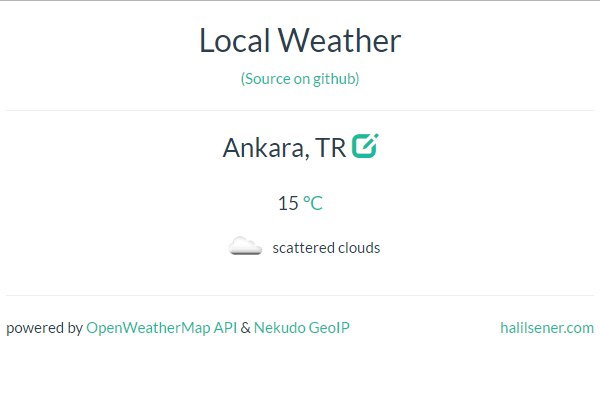 Local Weather
(Source on github)
Ankara, TR
15 °C
scattered clouds
powered by OpenWeatherMap API & Nekudo GeoIP
halilsener.com